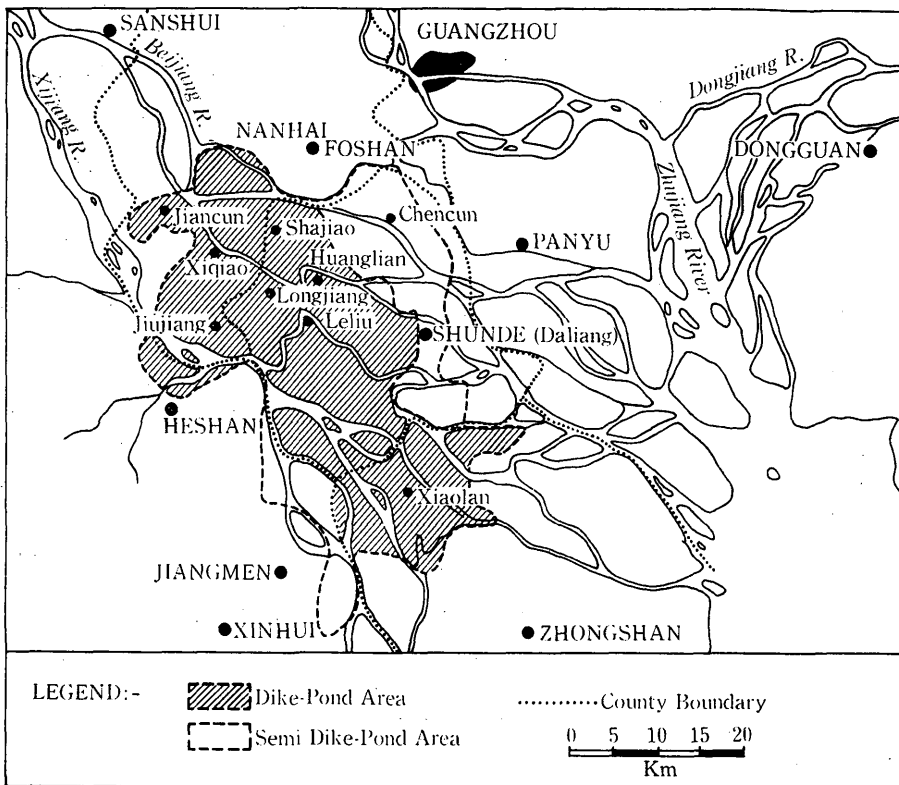 SANSHUI
GUANGZHOU
Beijiang R.
Xijiang R.
Dongjiang R.
NANHAI
FOSHAN
DONGGUAN
Zhujiang River
Jiancun
Shajiao
Chencun
PANYU
Xiqiao
Huanglian
Longjiang
Jiujiang
Leliu
SHUNDE (Daliang)
HESHAN
Xiaolan
JIANGMEN
XINHUI
ZHONGSHAN
LEGEND:-
Dike-Pond Area
County Boundary
Semi Dike-Pond Area
0 5 10 15 20
Km